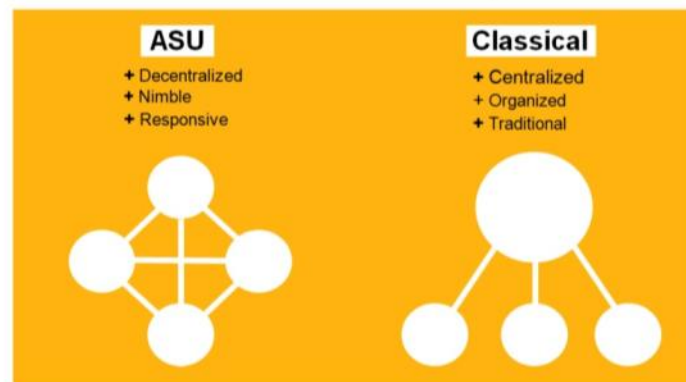 ASU
+ Decentralized
+ Nimble
+ Responsive
Classical
+ Centralized
+ Organized
+ Traditional